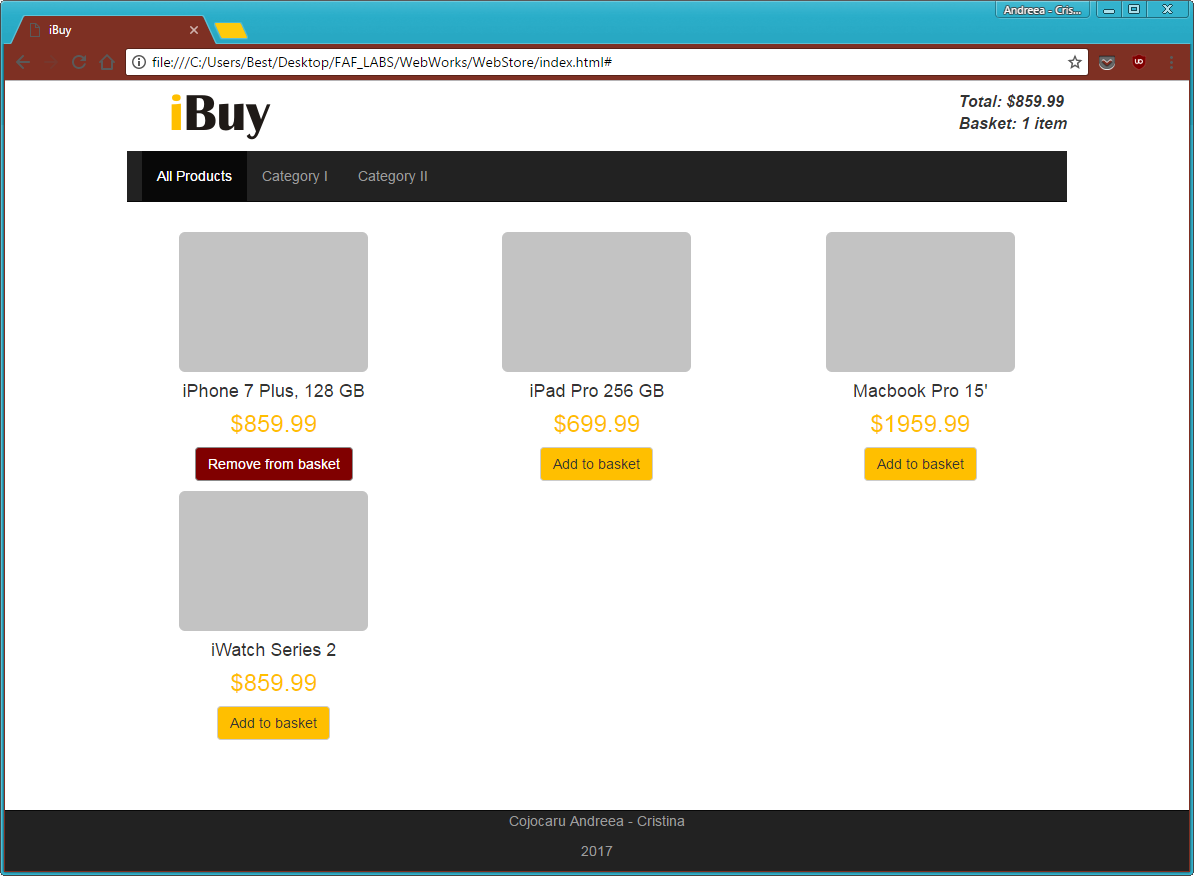 Andreea - Cris...
iBuy
file:///C:/Users/Best/Desktop/FAF_LABS/WebWorks/WebStore/index.html#
iBuy
Total: $859.99
Basket: 1 item
All Products Category I Category II
iPhone 7 Plus, 128 GB
$859.99
Remove from basket
iPad Pro 256 GB
$699.99
Add to basket
Macbook Pro 15'
$1959.99
Add to basket
iWatch Series 2
$859.99
Add to basket
Cojocaru Andreea - Cristina
2017